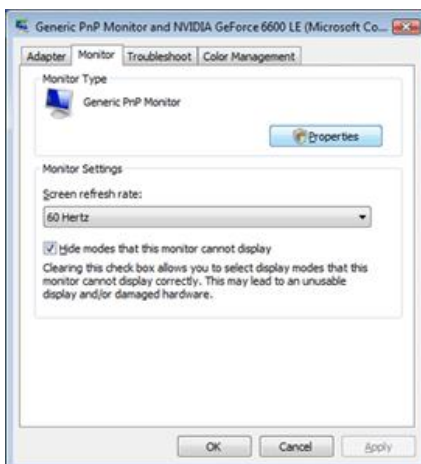 Generic PnP Monitor and NVIDIA GeForce 6600 LE (Microsoft Co...
Adapter Monitor Troubleshoot Color Management
Monitor Type
Generic PnP Monitor
Properties
Monitor Settings
Screen refresh rate:
60 Hertz
Hide modes that this monitor cannot display
Clearing this check box allows you to select display modes that this
monitor cannot display correctly. This may lead to an unusable
display and/or damaged hardware.
OK Cancel Apply